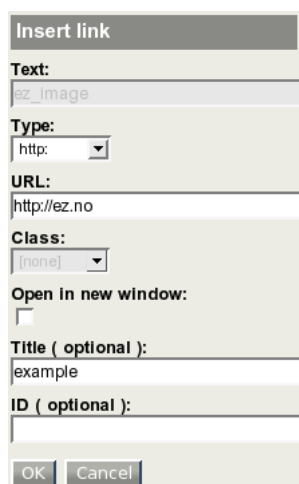 Insert link
Text:
ez_image
Type:
http:
URL:
http://ez.no
Class:
[none]
Open in new window:
Title ( optional ):
example
ID ( optional ):
OK Cancel